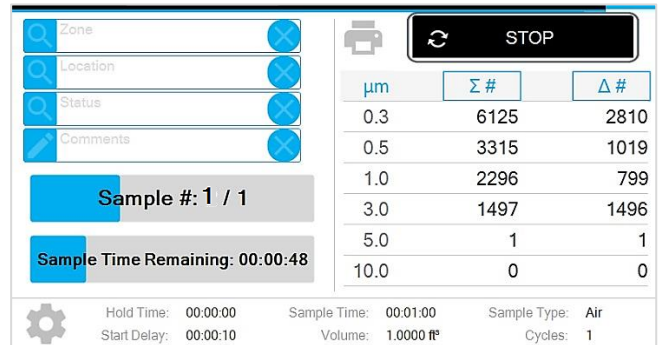 Zone
Location
Status
Comments
Sample #: 1 / 1
Sample Time Remaining: 00:00:48
STOP
µm Σ # Δ #
0.3 6125 2810
0.5 3315 1019
1.0 2296 799
3.0 1497 1496
5.0 1 1
10.0 0 0
Hold Time: 00:00:00 Sample Time: 00:01:00 Sample Type: Air
Start Delay: 00:00:10 Volume: 1.0000 ft³ Cycles: 1